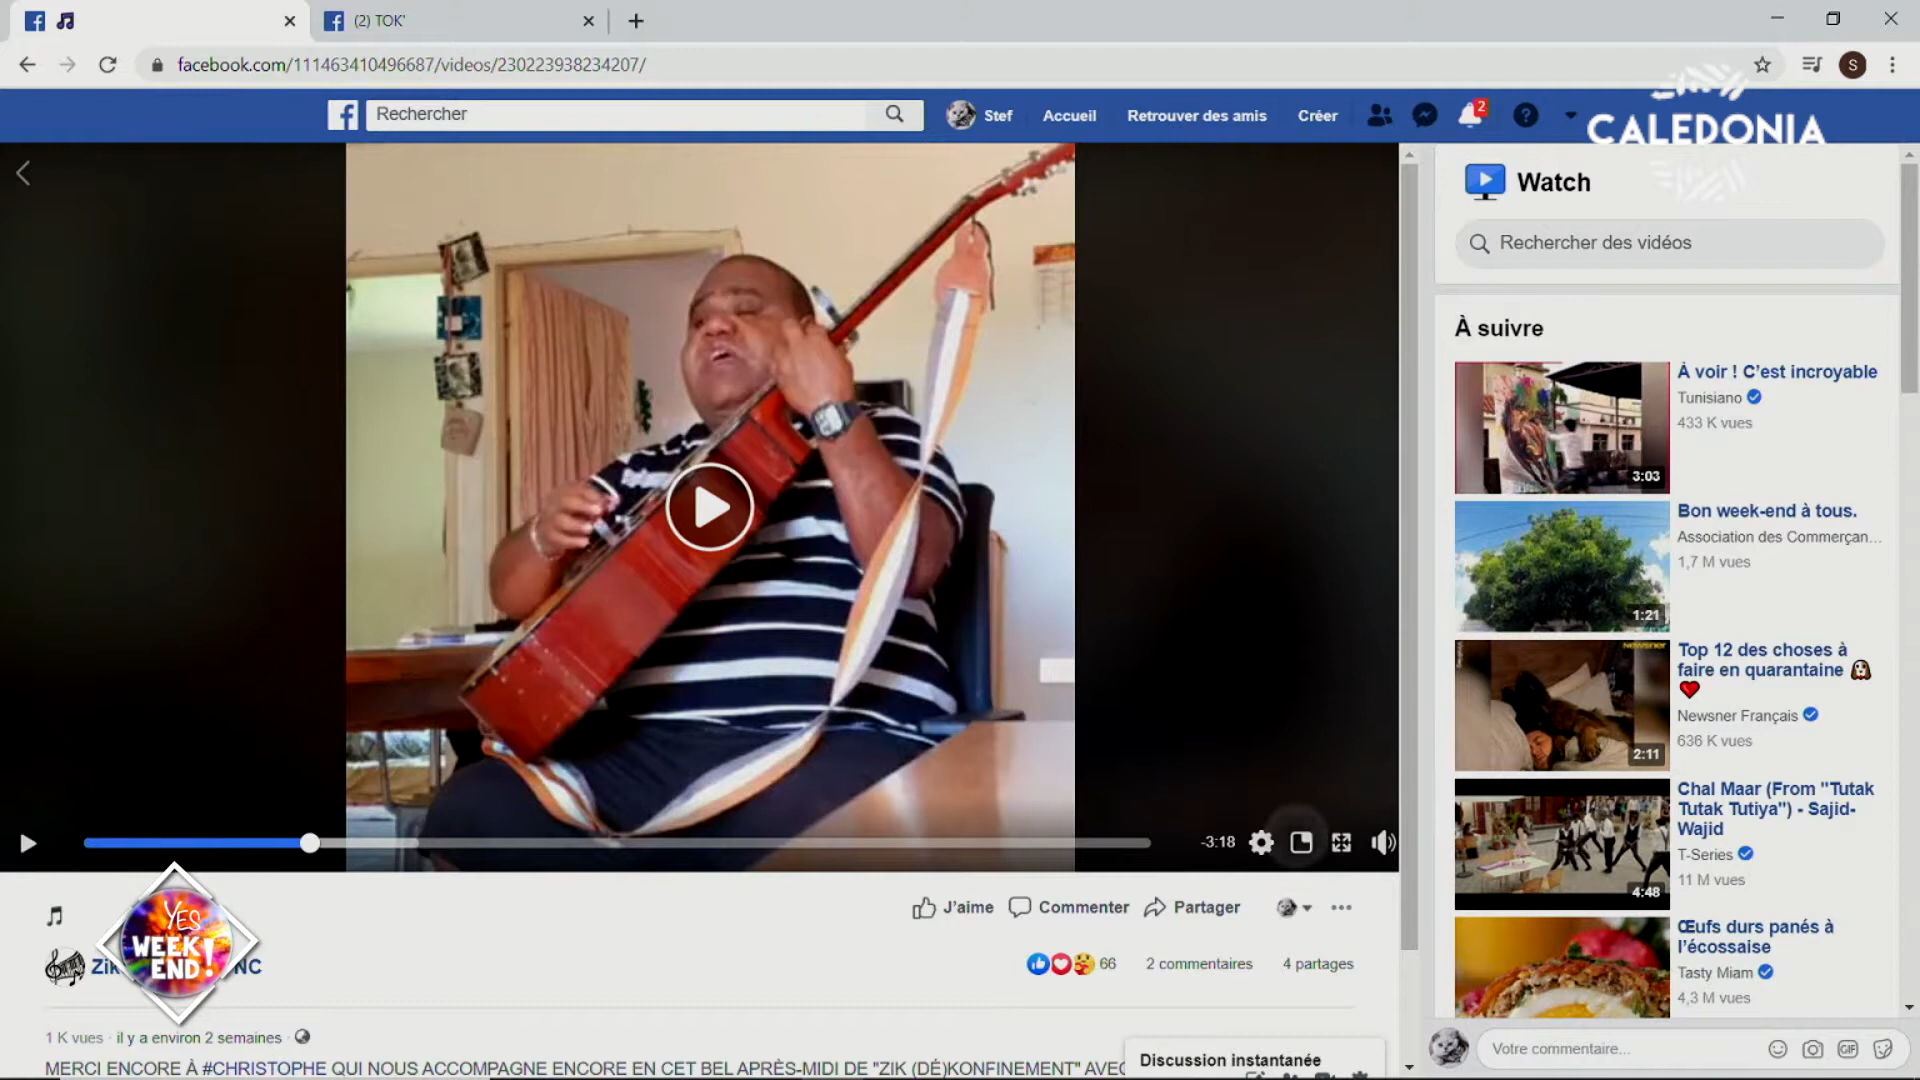 (2) TOK'
facebook.com/111463410496687/videos/230223938234207/
S
CALEDONIA
Rechercher
Stef
Accueil
Retrouver des amis
Créer
2
Watch
Rechercher des vidéos
À suivre
À voir ! C'est incroyable
Tunisiano
433 K vues
3:03
Bon week-end à tous.
Association des Commerçan...
1,7 M vues
1:21
Top 12 des choses à
faire en quarantaine
Newsner Français
636 K vues
2:11
Chal Maar (From "Tutak
Tutak Tutiya") - Sajid-
Wajid
T-Series
11 M vues
4:48
Œufs durs panés à
l'écossaise
Tasty Miam
4,3 M vues
-3:18
J'aime
Commenter
Partager
66
2 commentaires
4 partages
YES
WEEK
END!
NC
1 K vues · il y a environ 2 semaines ·
MERCI ENCORE À #CHRISTOPHE QUI NOUS ACCOMPAGNE ENCORE EN CET BEL APRÈS-MIDI DE "ZIK (DÉ)KONFINEMENT" AVEC
Discussion instantanée
Votre commentaire...
GIF